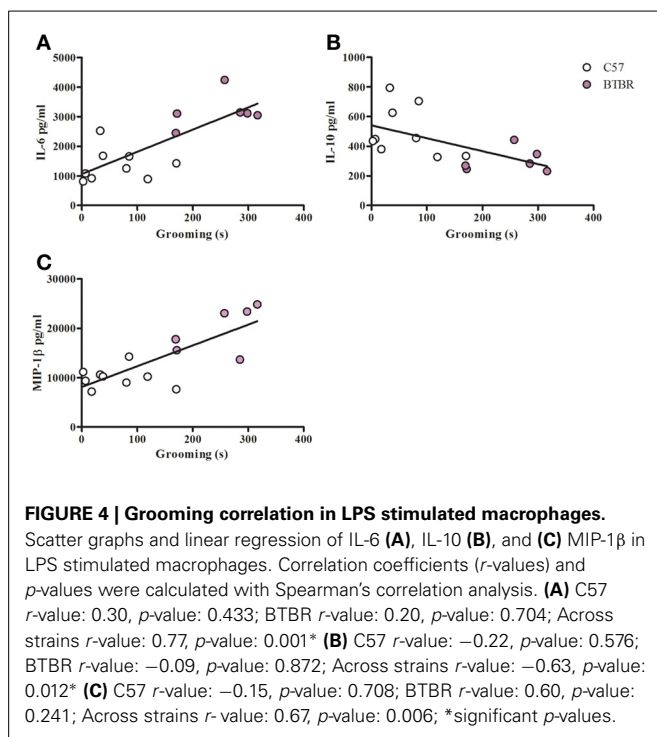 A
5000
4000
3000
2000
1000
0
IL-6 pg/ml
0 100 200 300 400
Grooming (s)
B
1000
800
600
400
200
0
IL-10 pg/ml
0 100 200 300 400
Grooming (s)
C57
BTBR
C
30000
20000
10000
0
MIP-1β pg/ml
0 100 200 300 400
Grooming (s)
FIGURE 4 | Grooming correlation in LPS stimulated macrophages.
Scatter graphs and linear regression of IL-6 (A), IL-10 (B), and (C) MIP-1β in
LPS stimulated macrophages. Correlation coefficients (r-values) and
p-values were calculated with Spearman's correlation analysis. (A) C57
r-value: 0.30, p-value: 0.433; BTBR r-value: 0.20, p-value: 0.704; Across
strains r-value: 0.77, p-value: 0.001* (B) C57 r-value: −0.22, p-value: 0.576;
BTBR r-value: −0.09, p-value: 0.872; Across strains r-value: −0.63, p-value:
0.012* (C) C57 r-value: −0.15, p-value: 0.708; BTBR r-value: 0.60, p-value:
0.241; Across strains r- value: 0.67, p-value: 0.006; *significant p-values.